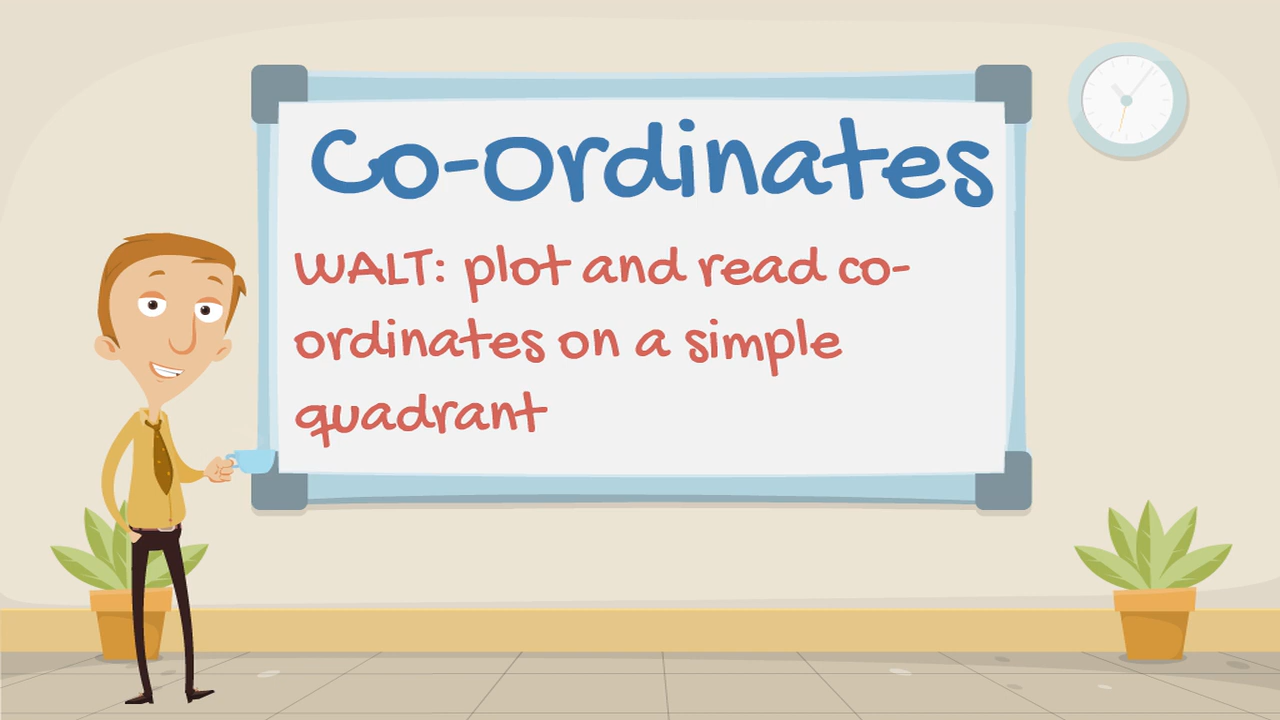 Co-Ordinates
WALT: plot and read co-
ordinates on a simple
quadrant